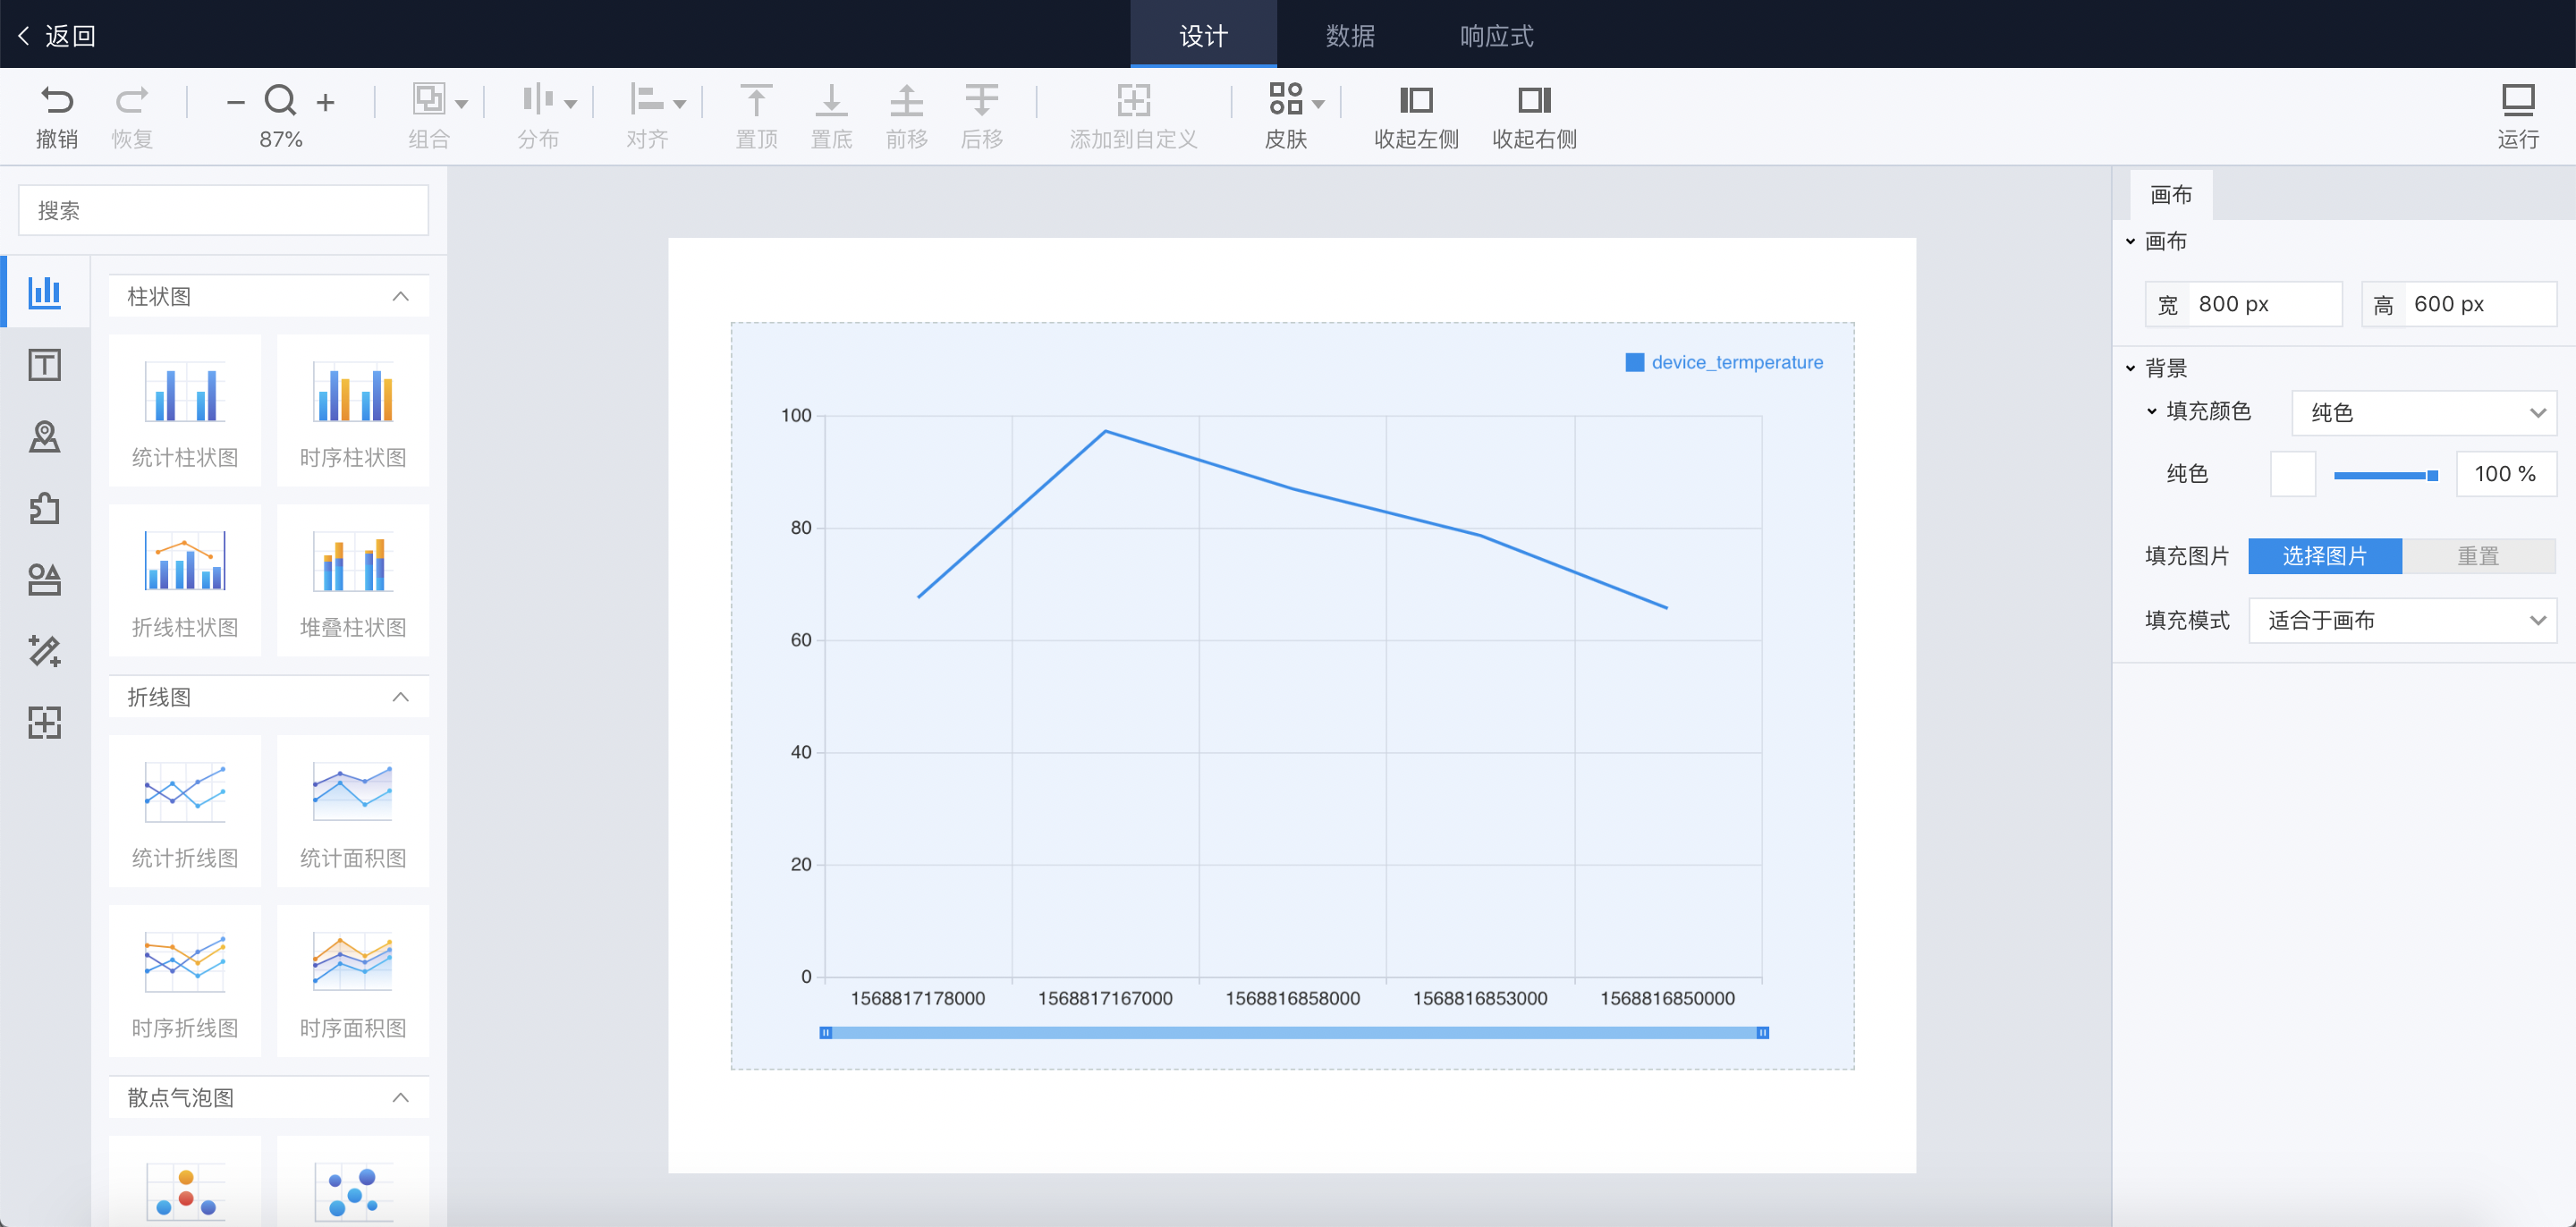 返回
设计
数据
响应式
撤销
恢复
87%
组合
分布
对齐
置顶
置底
前移
后移
添加到自定义
皮肤
收起左侧
收起右侧
运行
搜索
柱状图
统计柱状图
时序柱状图
折线柱状图
堆叠柱状图
折线图
统计折线图
统计面积图
时序折线图
时序面积图
散点气泡图
device_termperature
100
80
60
40
20
0
1568817178000
1568817167000
1568816858000
1568816853000
1568816850000
画布
画布
宽 800 px
高 600 px
背景
填充颜色
纯色
纯色
100 %
填充图片
选择图片
重置
填充模式
适合于画布